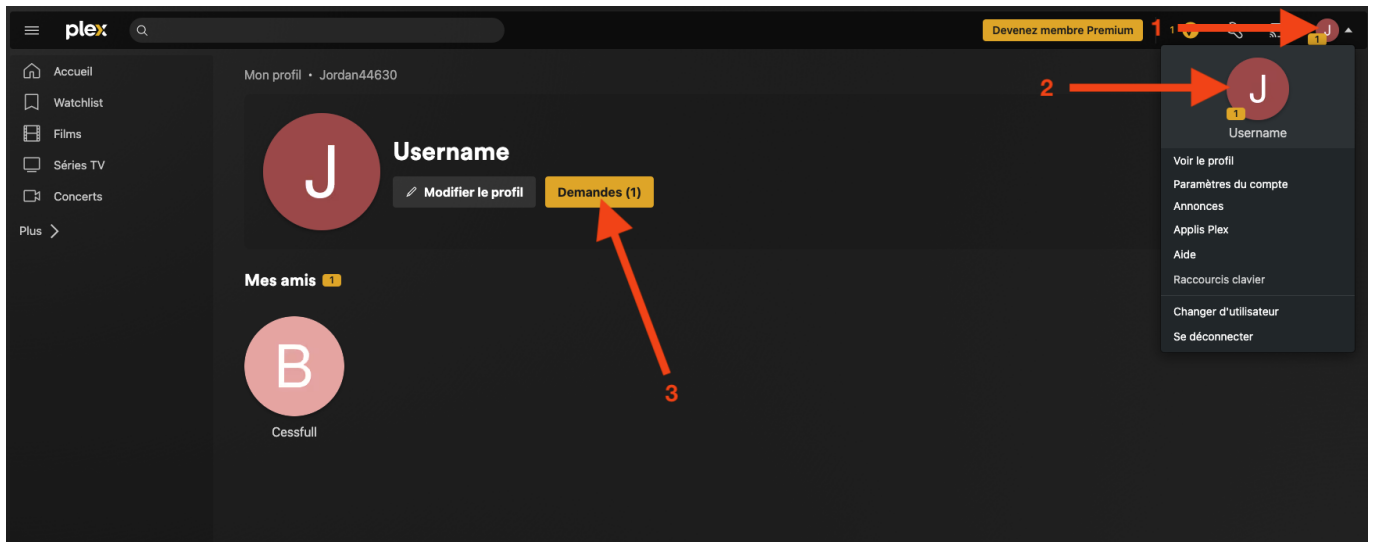 plex
Devenez membre Premium
1
1
J
1
Accueil
Watchlist
Films
Séries TV
Concerts
Plus
Mon profil • Jordan44630
J
Username
Modifier le profil
Demandes (1)
Mes amis 1
B
Cessfull
3
2
J
1
Username
Voir le profil
Paramètres du compte
Annonces
Applis Plex
Aide
Raccourcis clavier
Changer d'utilisateur
Se déconnecter